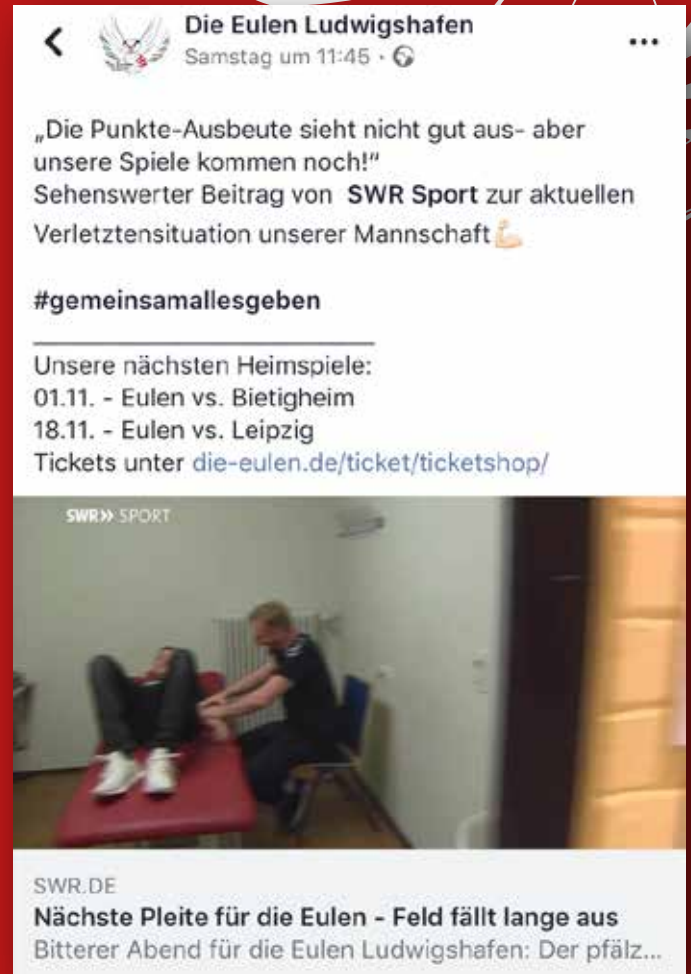 Die Eulen Ludwigshafen
Samstag um 11:45 ·
„Die Punkte-Ausbeute sieht nicht gut aus- aber
unsere Spiele kommen noch!“
Sehenswerter Beitrag von SWR Sport zur aktuellen
Verletztensituation unserer Mannschaft💪🏻
#gemeinsamallesgeben
Unsere nächsten Heimspiele:
01.11. - Eulen vs. Bietigheim
18.11. - Eulen vs. Leipzig
Tickets unter die-eulen.de/ticket/ticketshop/
SWR» SPORT
SWR.DE
Nächste Pleite für die Eulen - Feld fällt lange aus
Bitterer Abend für die Eulen Ludwigshafen: Der pfälz...